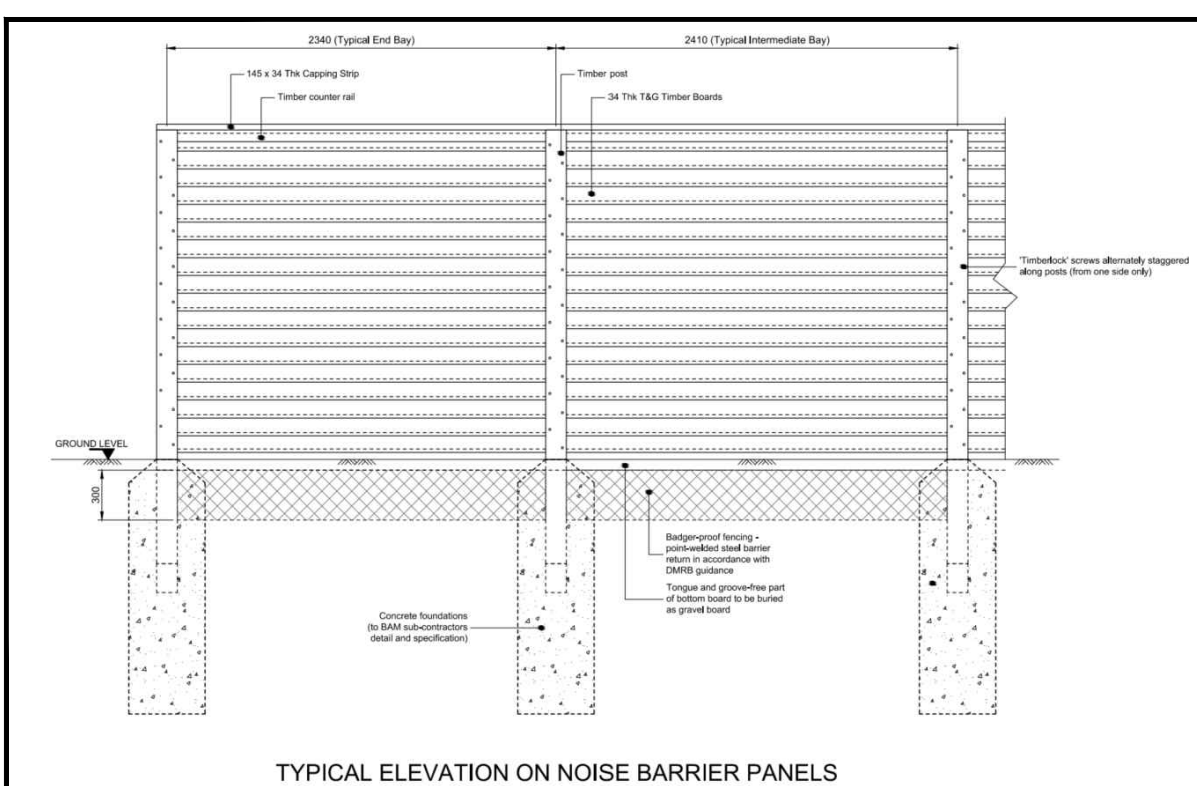 2340 (Typical End Bay)
2410 (Typical Intermediate Bay)
145 x 34 Thk Capping Strip
Timber post
Timber counter rail
34 Thk T&G Timber Boards
'Timberlock' screws alternately staggered
along posts (from one side only)
GROUND LEVEL
300
Badger-proof fencing -
point-welded steel barrier
return in accordance with
DMRB guidance
Tongue and groove-free part
of bottom board to be buried
as gravel board
Concrete foundations
(to BAM sub-contractors
detail and specification)
TYPICAL ELEVATION ON NOISE BARRIER PANELS